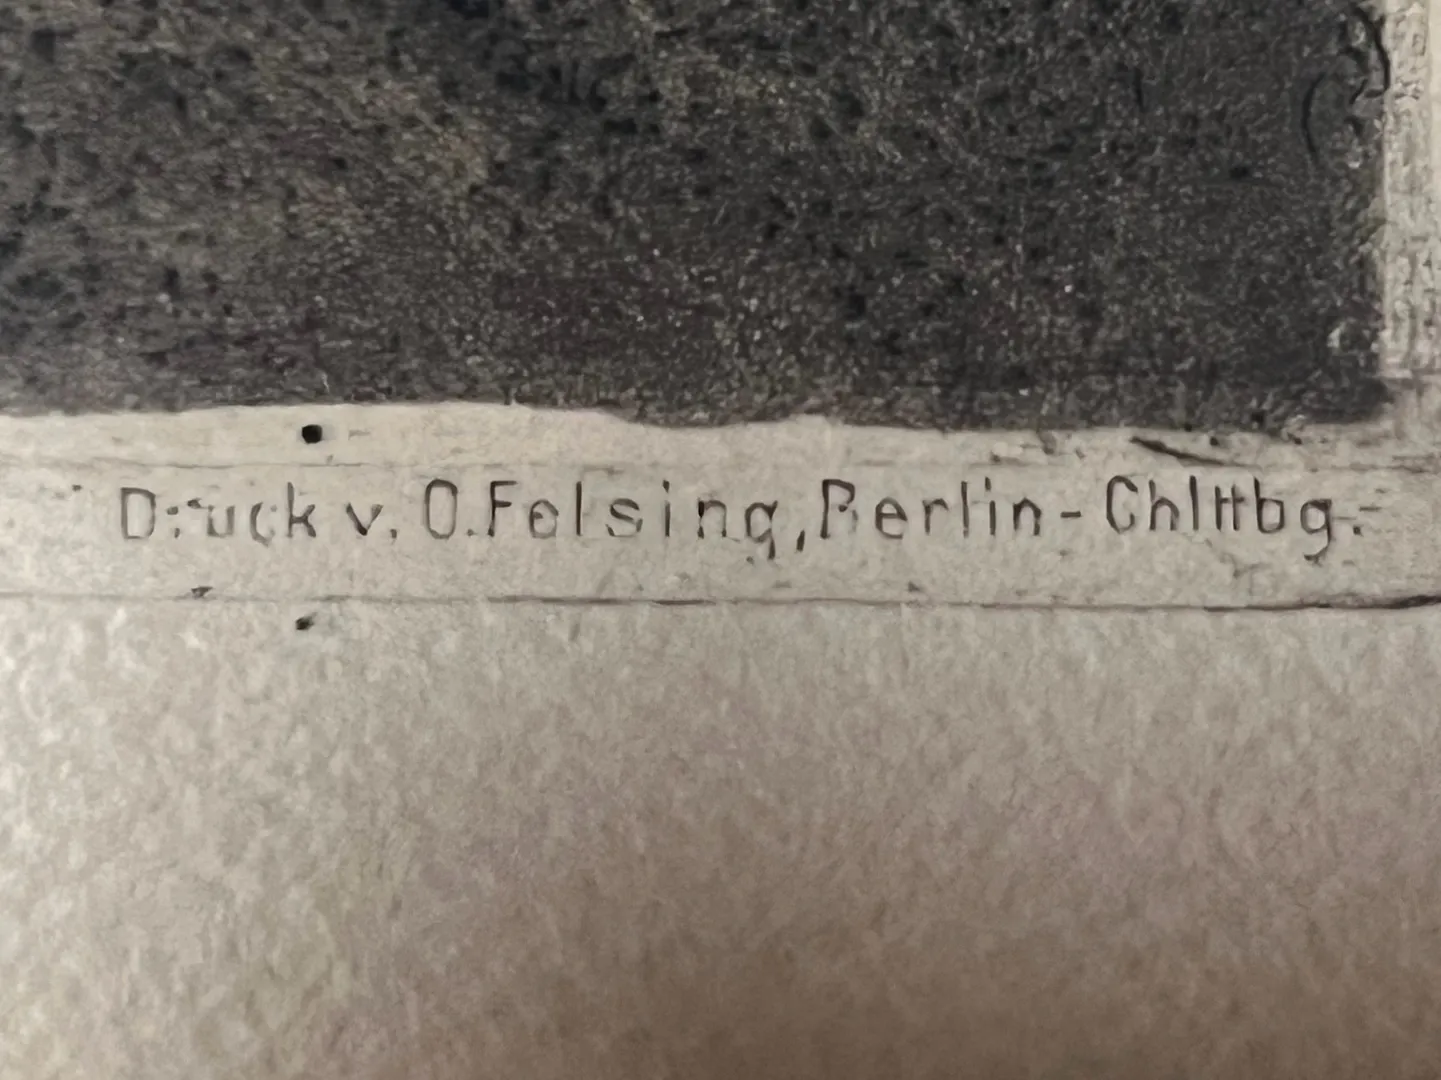 Druck v. O. Felsing, Berlin-Chlttbg.